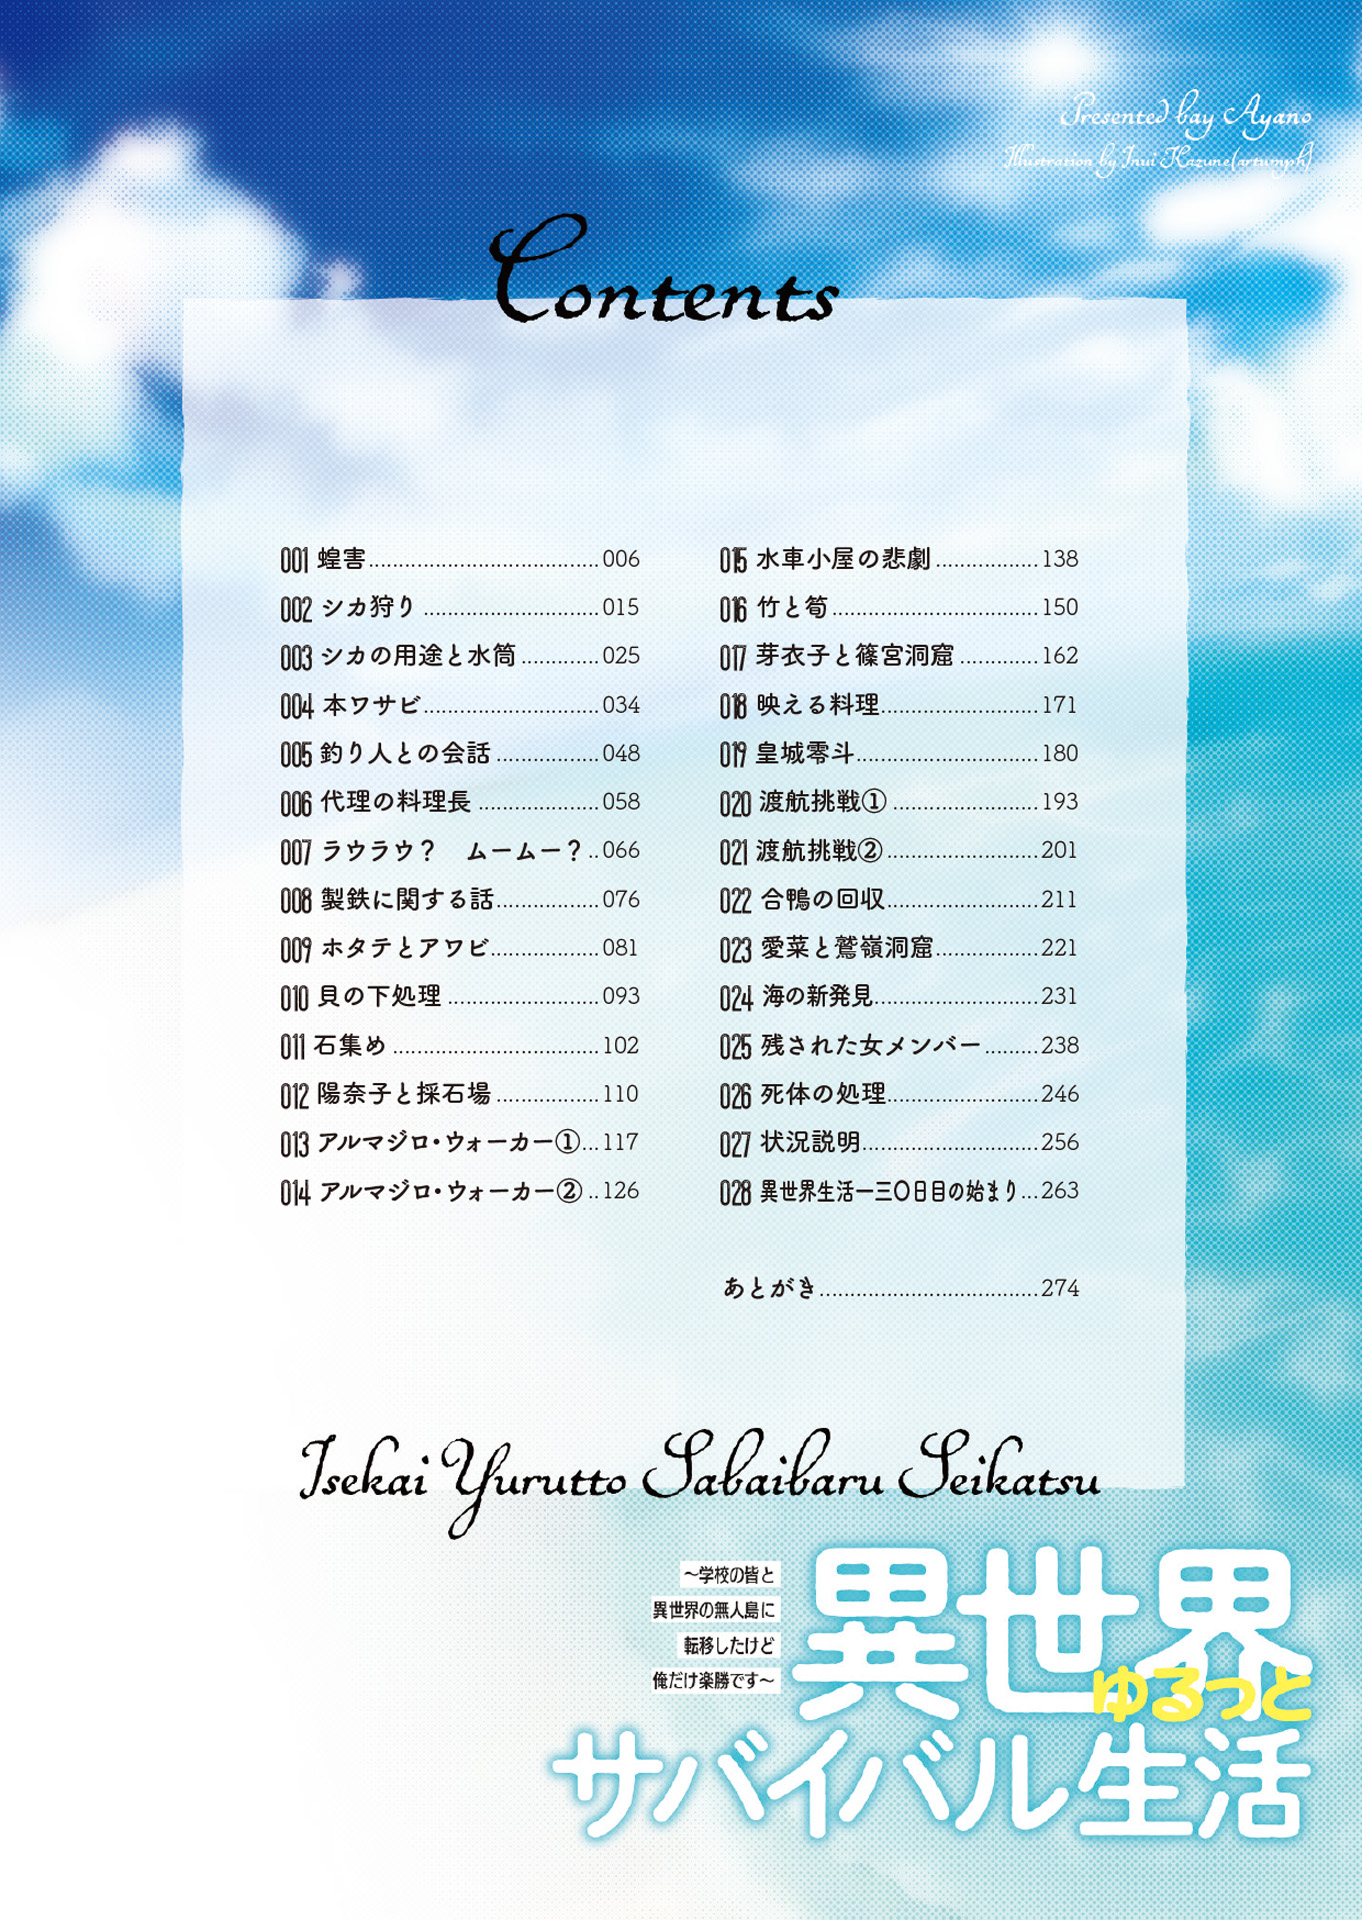 Presented bay Ayano
Illustration by Inui Kazune(artumph)
Contents
001 蝗害......................................006
002 シカ狩り.............................015
003 シカの用途と水筒.............025
004 本ワサビ.............................034
005 釣り人との会話.................048
006 代理の料理長....................058
007 ラウラウ？　ムームー？..066
008 製鉄に関する話.................076
009 ホタテとアワビ..................081
010 貝の下処理.........................093
011 石集め..................................102
012 陽奈子と採石場.................110
013 アルマジロ・ウォーカー①...117
014 アルマジロ・ウォーカー②..126
015 水車小屋の悲劇.................138
016 竹と筍..................................150
017 芽衣子と篠宮洞窟.............162
018 映える料理..........................171
019 皇城零斗..............................180
020 渡航挑戦①........................193
021 渡航挑戦②.........................201
022 合鴨の回収.........................211
023 愛菜と鷲嶺洞窟.................221
024 海の新発見...........................231
025 残された女メンバー.........238
026 死体の処理.........................246
027 状況説明.............................256
028 異世界生活一三〇日目の始まり...263
あとがき....................................274
Isekai Yurutto Sabaibaru Seikatsu
～学校の皆と
異世界の無人島に
転移したけど
俺だけ楽勝です～
異世界
ゆるっと
サバイバル生活